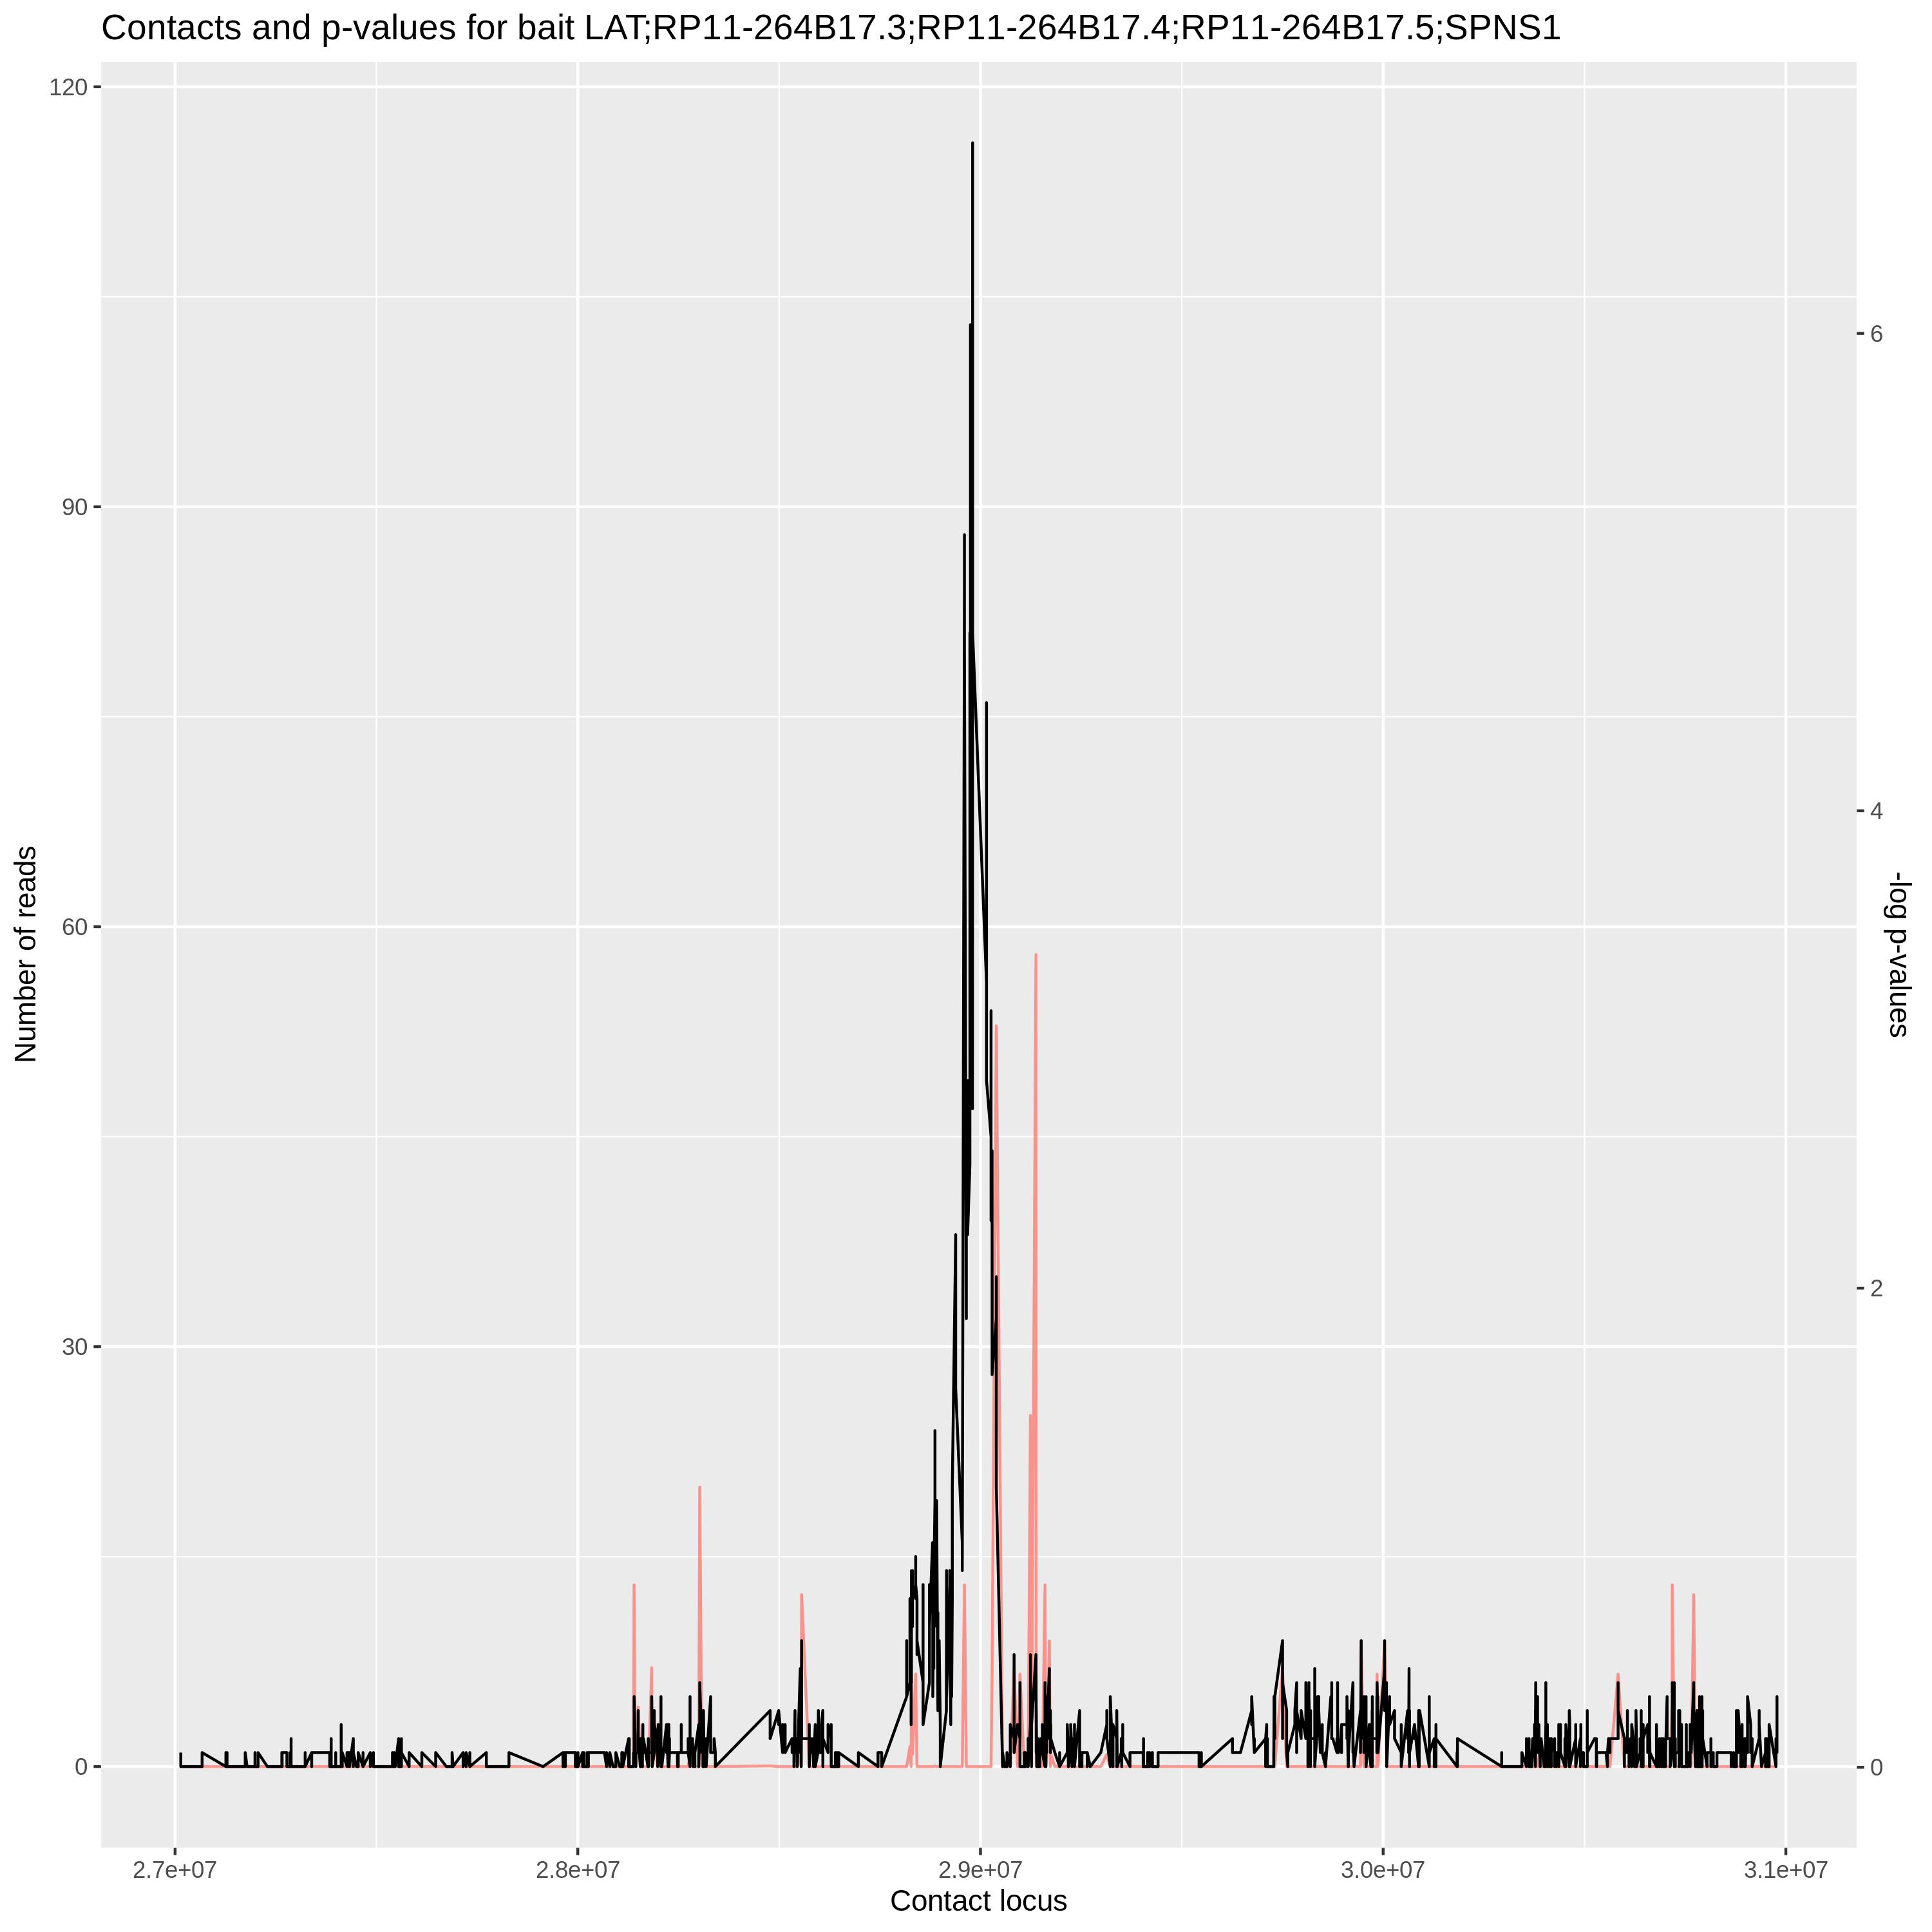 Contacts and p-values for bait LAT;RP11-264B17.3;RP11-264B17.4;RP11-264B17.5;SPNS1
120
90
60
30
0
Number of reads
6
4
2
0
-log p-values
2.7e+07
2.8e+07
2.9e+07
3.0e+07
3.1e+07
Contact locus